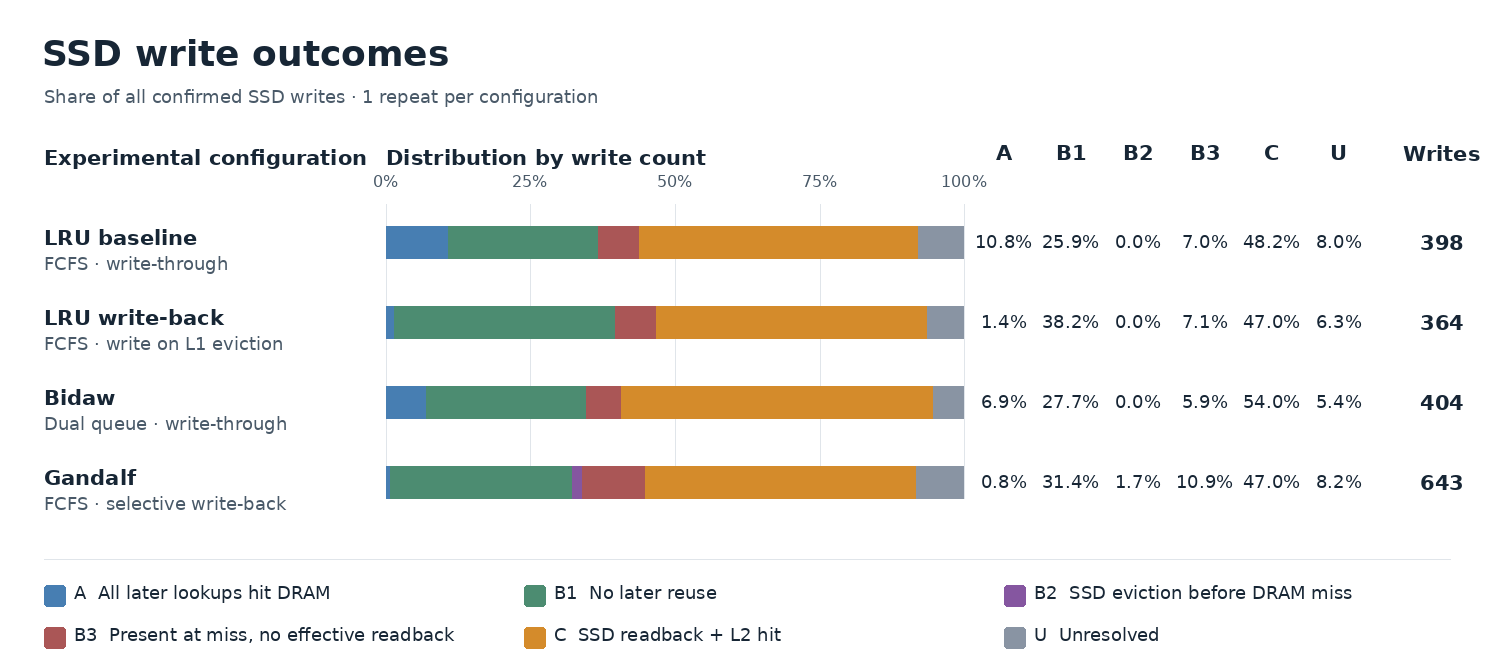 SSD write outcomes
Share of all confirmed SSD writes · 1 repeat per configuration
Experimental configuration Distribution by write count A B1 B2 B3 C U Writes
0% 25% 50% 75% 100%
LRU baseline
FCFS · write-through
10.8% 25.9% 0.0% 7.0% 48.2% 8.0% 398
LRU write-back
FCFS · write on L1 eviction
1.4% 38.2% 0.0% 7.1% 47.0% 6.3% 364
Bidaw
Dual queue · write-through
6.9% 27.7% 0.0% 5.9% 54.0% 5.4% 404
Gandalf
FCFS · selective write-back
0.8% 31.4% 1.7% 10.9% 47.0% 8.2% 643
A All later lookups hit DRAM
B1 No later reuse
B2 SSD eviction before DRAM miss
B3 Present at miss, no effective readback
C SSD readback + L2 hit
U Unresolved